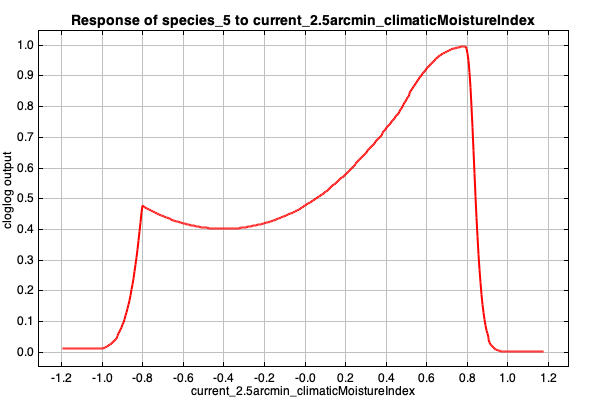 Response of species_5 to current_2.5arcmin_climaticMoistureIndex
cloglog output
1.0
0.9
0.8
0.7
0.6
0.5
0.4
0.3
0.2
0.1
0.0
-1.2 -1.0 -0.8 -0.6 -0.4 -0.2 -0.0 0.2 0.4 0.6 0.8 1.0 1.2
current_2.5arcmin_climaticMoistureIndex